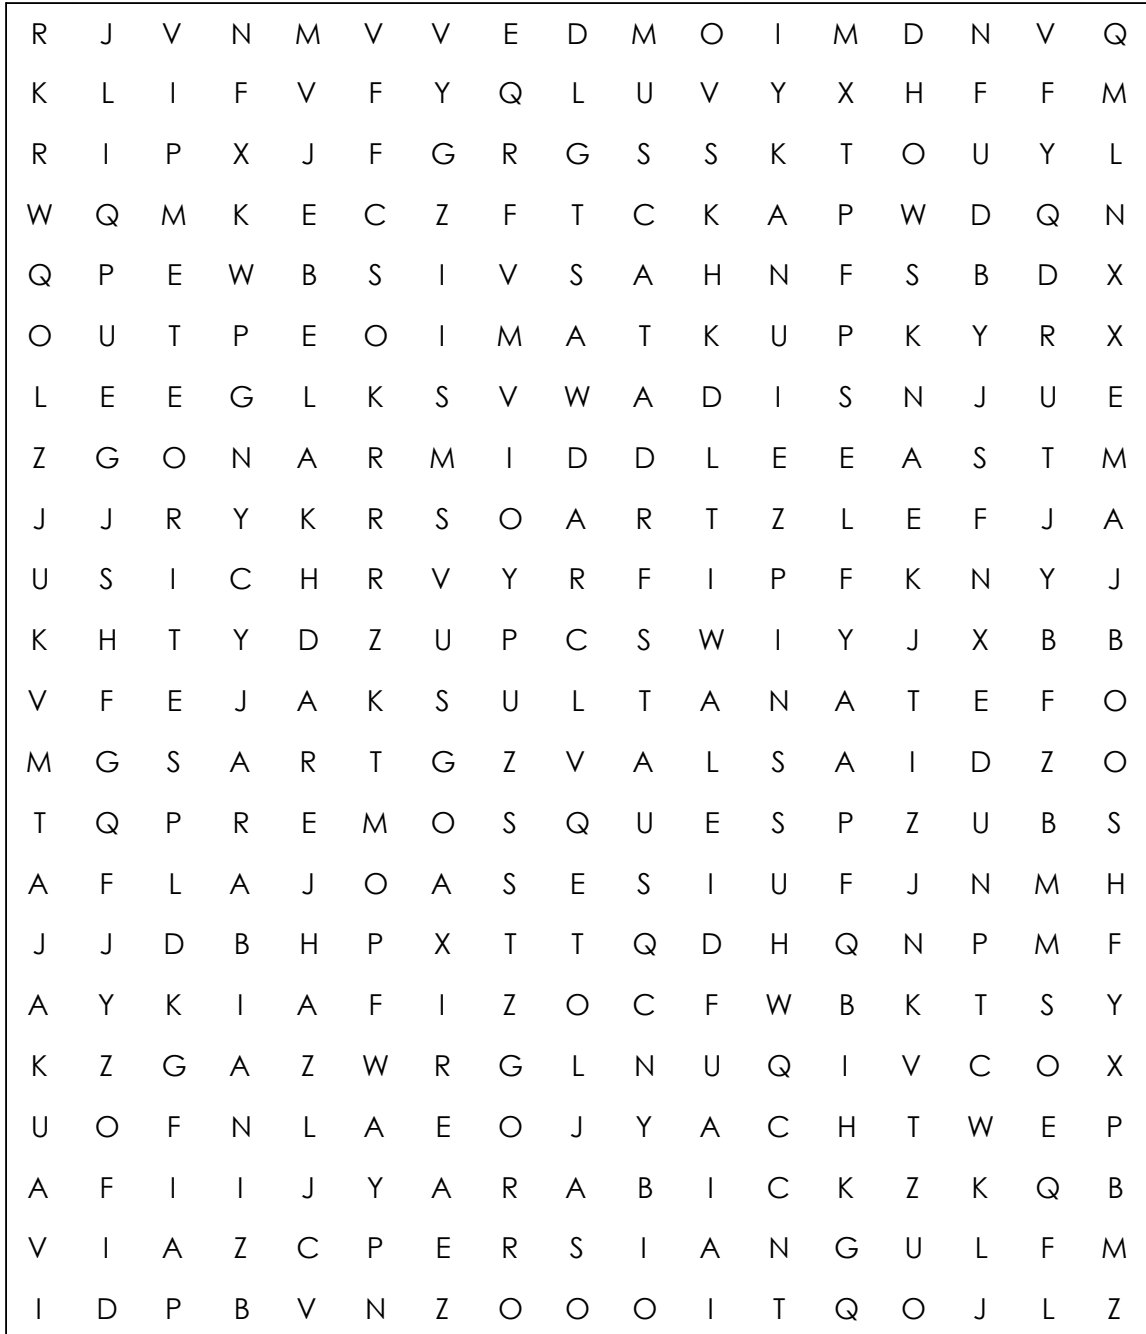 R J V N M V V E D M O I M D N V Q
K L I F V F Y Q L U V Y X H F F M
R I P X J F G R G S S K T O U Y L
W Q M K E C Z F T C K A P W D Q N
Q P E W B S I V S A H N F S B D X
O U T P E O I M A T K U P K Y R X
L E E G L K S V W A D I S N J U E
Z G O N A R M I D D L E E A S T M
J J R Y K R S O A R T Z L E F J A
U S I C H R V Y R F I P F K N Y J
K H T Y D Z U P C S W I Y J X B B
V F E J A K S U L T A N A T E F O
M G S A R T G Z V A L S A I D Z O
T Q P R E M O S Q U E S P Z U B S
A F L A J O A S E S I U F J N M H
J J D B H P X T T Q D H Q N P M F
A Y K I A F I Z O C F W B K T S Y
K Z G A Z W R G L N U Q I V C O X
U O F N L A E O J Y A C H T W E P
A F I I J Y A R A B I C K Z K Q B
V I A Z C P E R S I A N G U L F M
I D P B V N Z O O O I T Q O J L Z